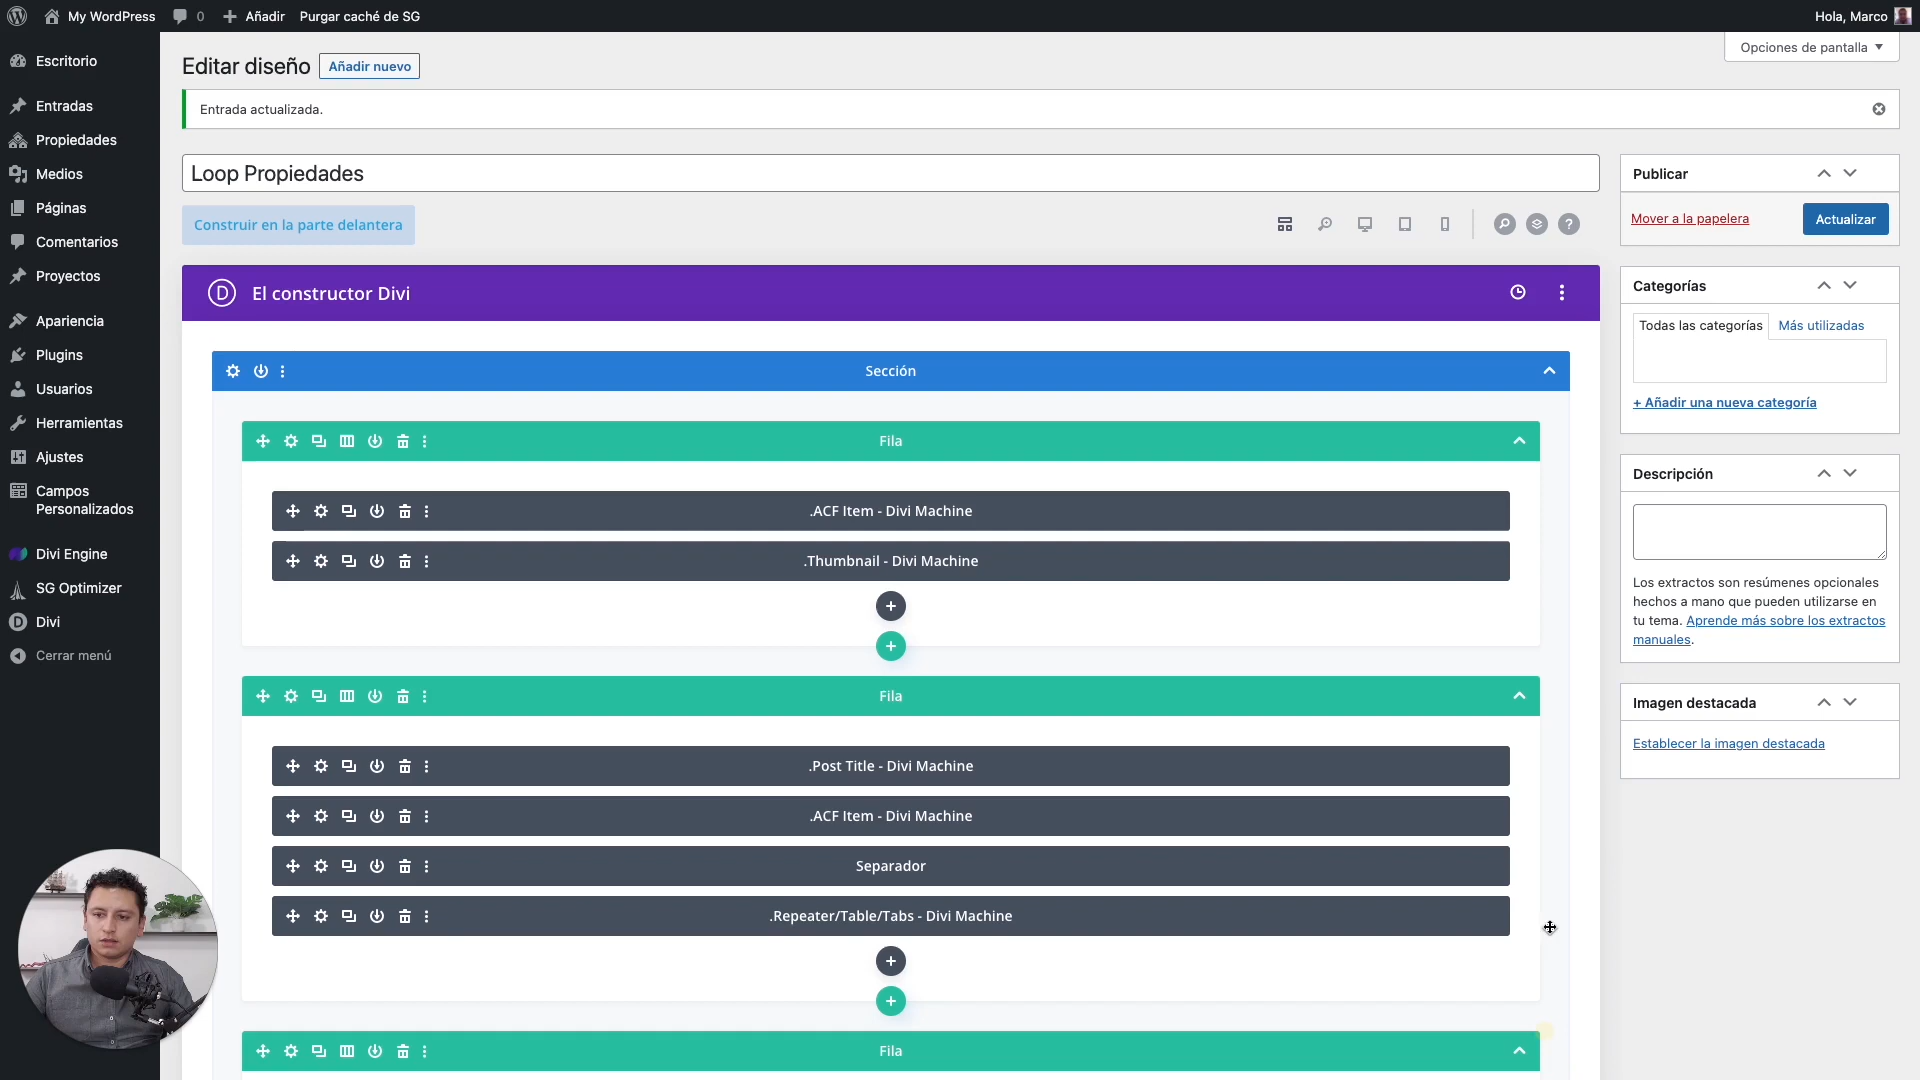 My WordPress
0
Añadir
Purgar caché de SG
Hola, Marco
Opciones de pantalla
Escritorio
Entradas
Propiedades
Medios
Páginas
Comentarios
Proyectos
Apariencia
Plugins
Usuarios
Herramientas
Ajustes
Campos
Personalizados
Divi Engine
SG Optimizer
Divi
Cerrar menú
Editar diseño
Añadir nuevo
Entrada actualizada.
Loop Propiedades
Construir en la parte delantera
?
D
El constructor Divi
Sección
Fila
.ACF Item - Divi Machine
.Thumbnail - Divi Machine
Fila
.Post Title - Divi Machine
.ACF Item - Divi Machine
Separador
.Repeater/Table/Tabs - Divi Machine
Fila
Publicar
Mover a la papelera
Actualizar
Categorías
Todas las categorías
Más utilizadas
+ Añadir una nueva categoría
Descripción
Los extractos son resúmenes opcionales
hechos a mano que pueden utilizarse en
tu tema. Aprende más sobre los extractos
manuales.
Imagen destacada
Establecer la imagen destacada